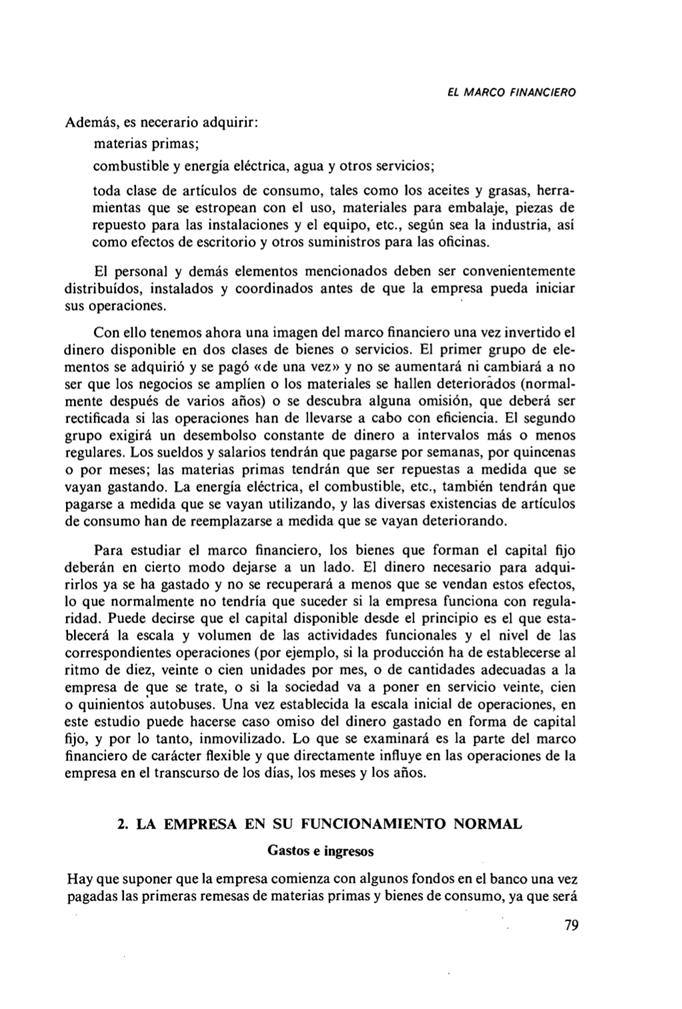 EL MARCO FINANCIERO
Además, es necerario adquirir:
materias primas;
combustible y energía eléctrica, agua y otros servicios;
toda clase de artículos de consumo, tales como los aceites y grasas, herra-
mientas que se estropean con el uso, materiales para embalaje, piezas de
repuesto para las instalaciones y el equipo, etc., según sea la industria, así
como efectos de escritorio y otros suministros para las oficinas.
El personal y demás elementos mencionados deben ser convenientemente
distribuídos, instalados y coordinados antes de que la empresa pueda iniciar
sus operaciones.
Con ello tenemos ahora una imagen del marco financiero una vez invertido el
dinero disponible en dos clases de bienes o servicios. El primer grupo de ele-
mentos se adquirió y se pagó «de una vez» y no se aumentará ni cambiará a no
ser que los negocios se amplíen o los materiales se hallen deteriorados (normal-
mente después de varios años) o se descubra alguna omisión, que deberá ser
rectificada si las operaciones han de llevarse a cabo con eficiencia. El segundo
grupo exigirá un desembolso constante de dinero a intervalos más o menos
regulares. Los sueldos y salarios tendrán que pagarse por semanas, por quincenas
o por meses; las materias primas tendrán que ser repuestas a medida que se
vayan gastando. La energía eléctrica, el combustible, etc., también tendrán que
pagarse a medida que se vayan utilizando, y las diversas existencias de artículos
de consumo han de reemplazarse a medida que se vayan deteriorando.
Para estudiar el marco financiero, los bienes que forman el capital fijo
deberán en cierto modo dejarse a un lado. El dinero necesario para adqui-
rirlos ya se ha gastado y no se recuperará a menos que se vendan estos efectos,
lo que normalmente no tendría que suceder si la empresa funciona con regula-
ridad. Puede decirse que el capital disponible desde el principio es el que esta-
blecerá la escala y volumen de las actividades funcionales y el nivel de las
correspondientes operaciones (por ejemplo, si la producción ha de establecerse al
ritmo de diez, veinte o cien unidades por mes, o de cantidades adecuadas a la
empresa de que se trate, o si la sociedad va a poner en servicio veinte, cien
o quinientos autobuses. Una vez establecida la escala inicial de operaciones, en
este estudio puede hacerse caso omiso del dinero gastado en forma de capital
fijo, y por lo tanto, inmovilizado. Lo que se examinará es la parte del marco
financiero de carácter flexible y que directamente influye en las operaciones de la
empresa en el transcurso de los días, los meses y los años.
2. LA EMPRESA EN SU FUNCIONAMIENTO NORMAL
Gastos e ingresos
Hay que suponer que la empresa comienza con algunos fondos en el banco una vez
pagadas las primeras remesas de materias primas y bienes de consumo, ya que será
79